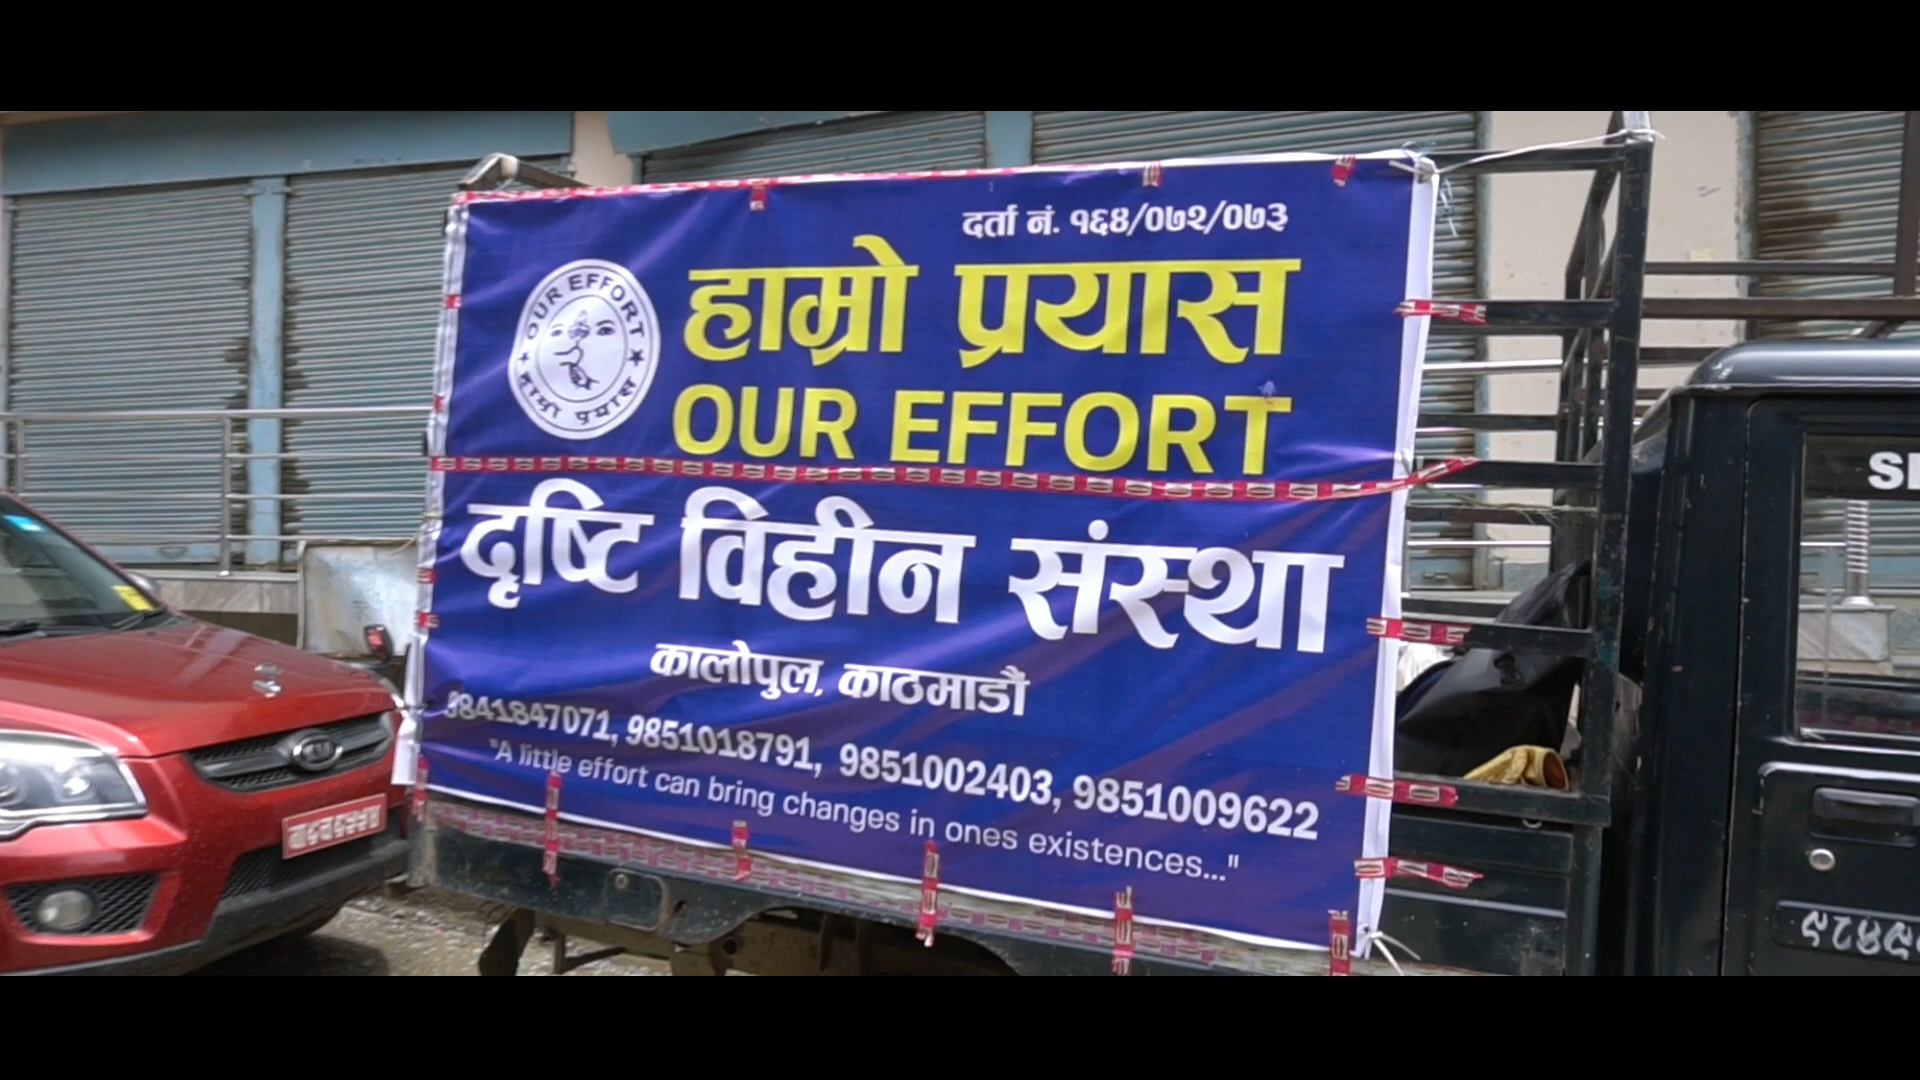 दर्ता नं. १६४/०७२/०७३
OUR EFFORT
हाम्रो प्रयास
हाम्रो प्रयास
OUR EFFORT
दृष्टि विहीन संस्था
कालोपुल, काठमाडौं
9841847071, 9851018791, 9851002403, 9851009622
"A little effort can bring changes in ones existences..."
KIA